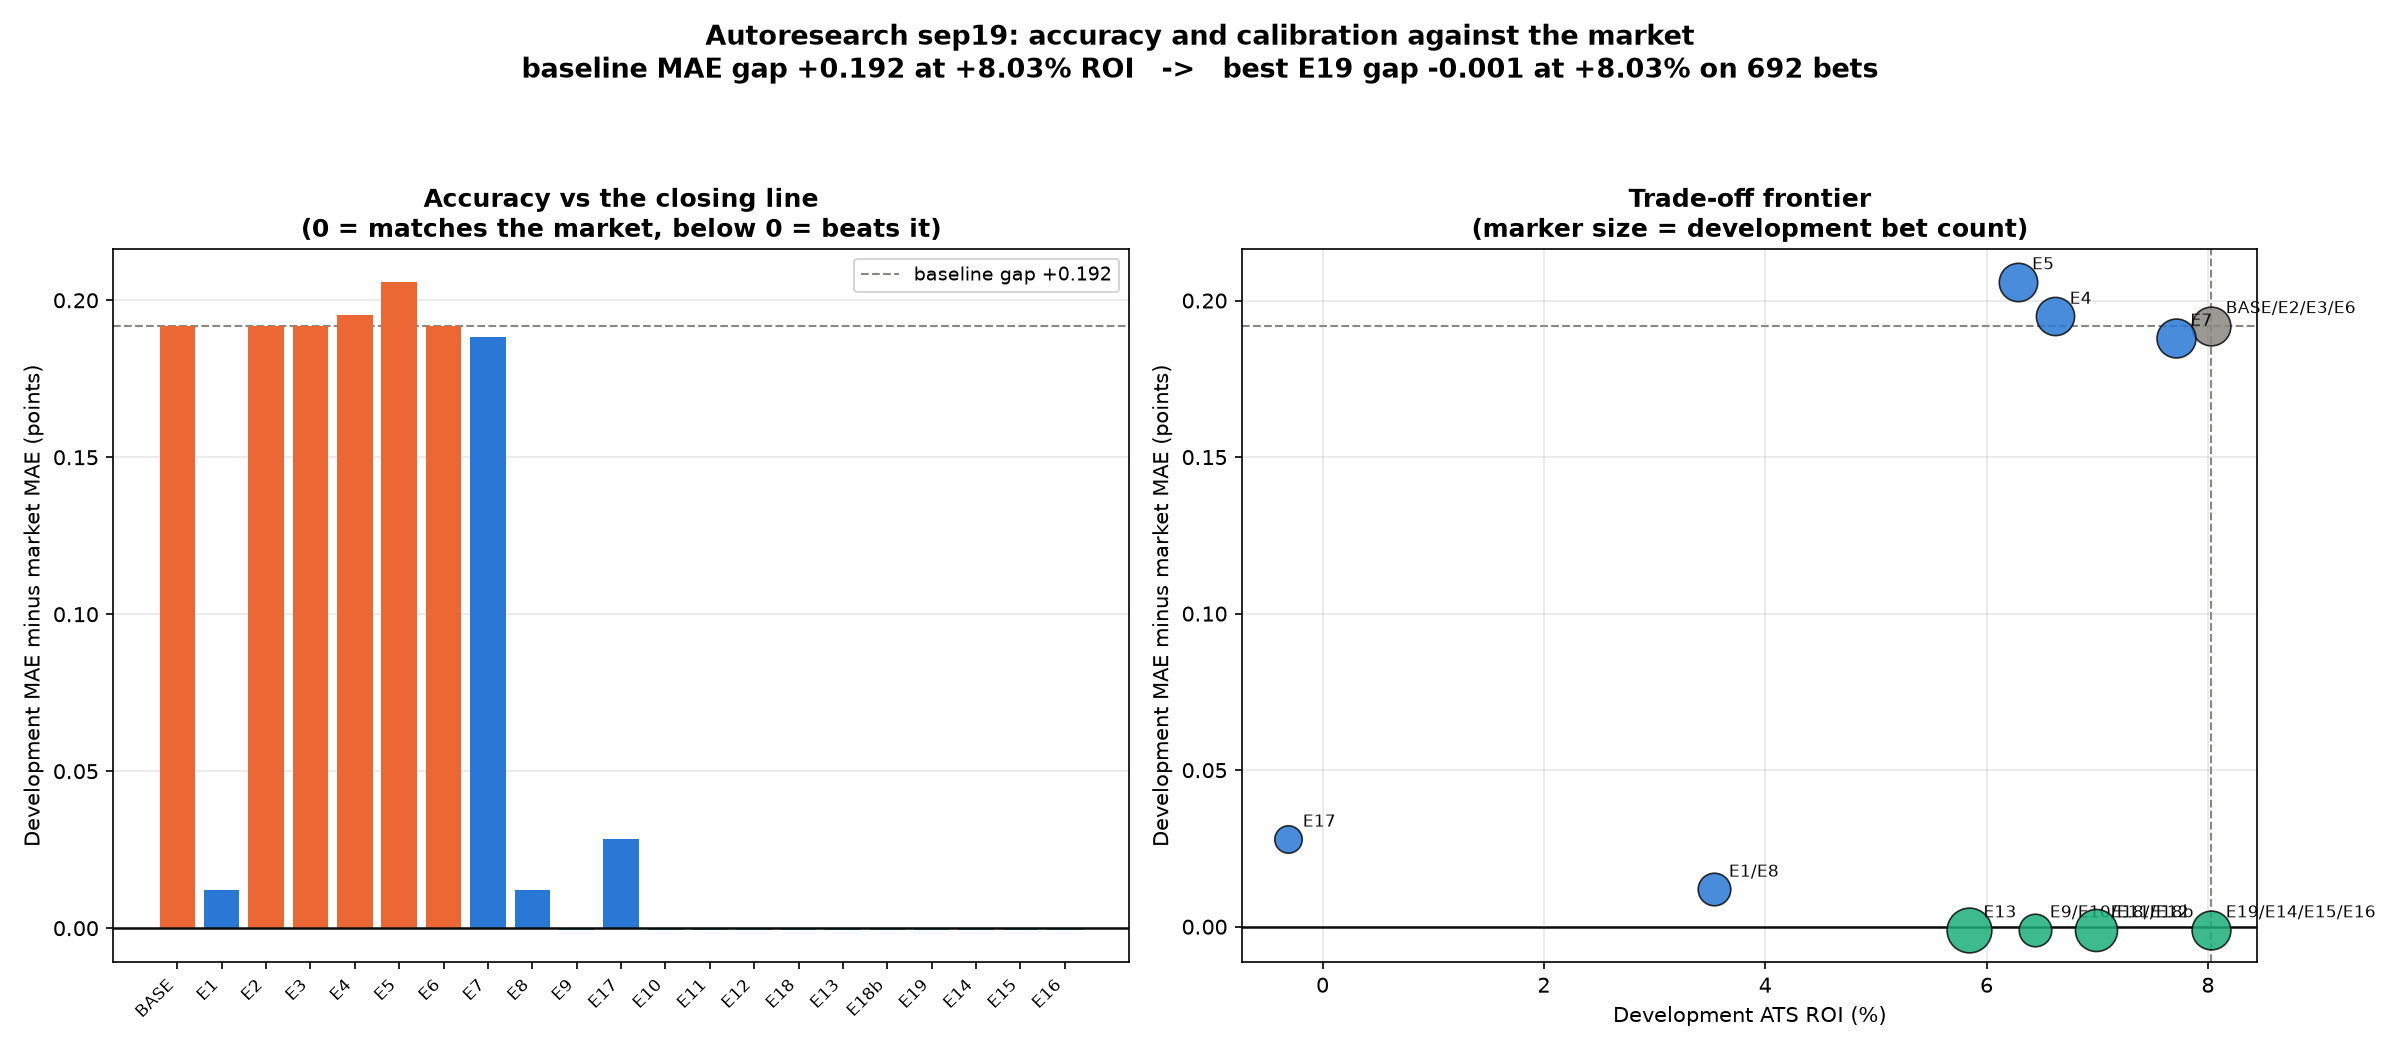 Autoresearch sep19: accuracy and calibration against the market
baseline MAE gap +0.192 at +8.03% ROI -> best E19 gap -0.001 at +8.03% on 692 bets
Accuracy vs the closing line
(0 = matches the market, below 0 = beats it)
baseline gap +0.192
Development MAE minus market MAE (points)
0.20
0.15
0.10
0.05
0.00
BASE
E1
E2
E3
E4
E5
E6
E7
E8
E9
E17
E10
E11
E12
E18
E13
E18b
E19
E14
E15
E16
Trade-off frontier
(marker size = development bet count)
Development MAE minus market MAE (points)
0.20
0.15
0.10
0.05
0.00
E5
E4
BASE/E2/E3/E6
E7
E17
E1/E8
E13
E19/E14/E15/E16
0
2
4
6
8
Development ATS ROI (%)